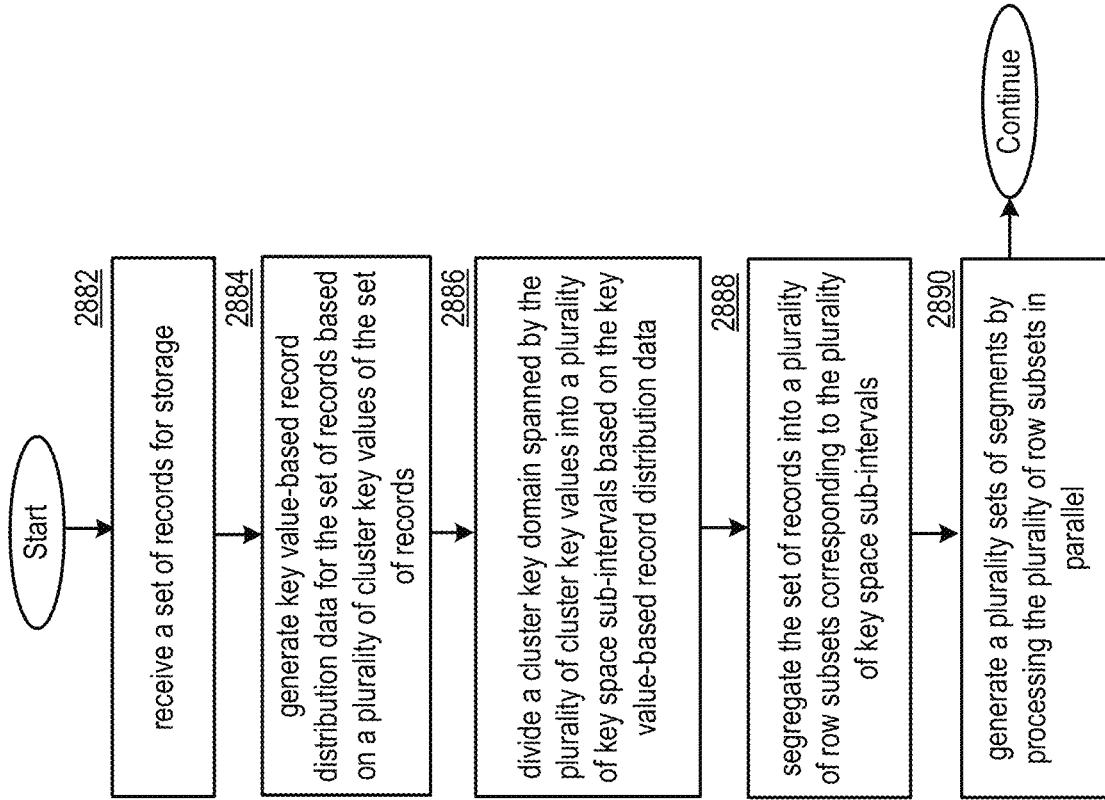 Start
2882
receive a set of records for storage
2884
generate key value-based record
distribution data for the set of records based
on a plurality of cluster key values of the set
of records
2886
divide a cluster key domain spanned by the
plurality of cluster key values into a plurality
of key space sub-intervals based on the key
value-based record distribution data
2888
segregate the set of records into a plurality
of row subsets corresponding to the plurality
of key space sub-intervals
2890
generate a plurality sets of segments by
processing the plurality of row subsets in
parallel
Continue